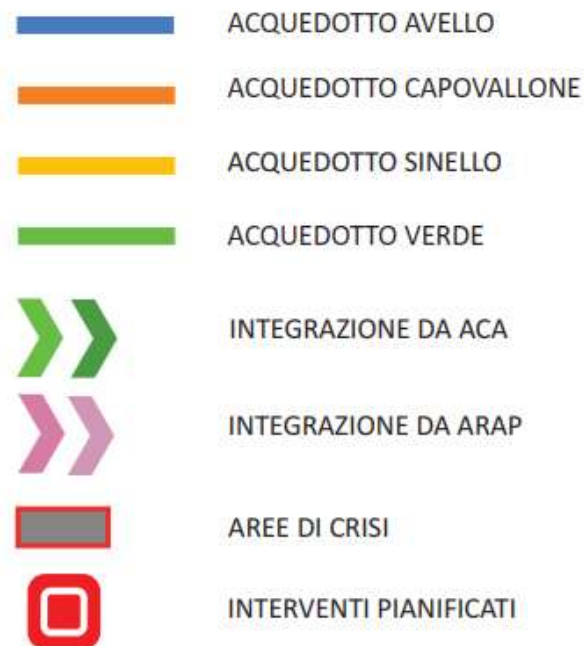 ACQUEDOTTO AVELLO
ACQUEDOTTO CAPOVALLONE
ACQUEDOTTO SINELLO
ACQUEDOTTO VERDE
INTEGRAZIONE DA ACA
INTEGRAZIONE DA ARAP
AREE DI CRISI
INTERVENTI PIANIFICATI